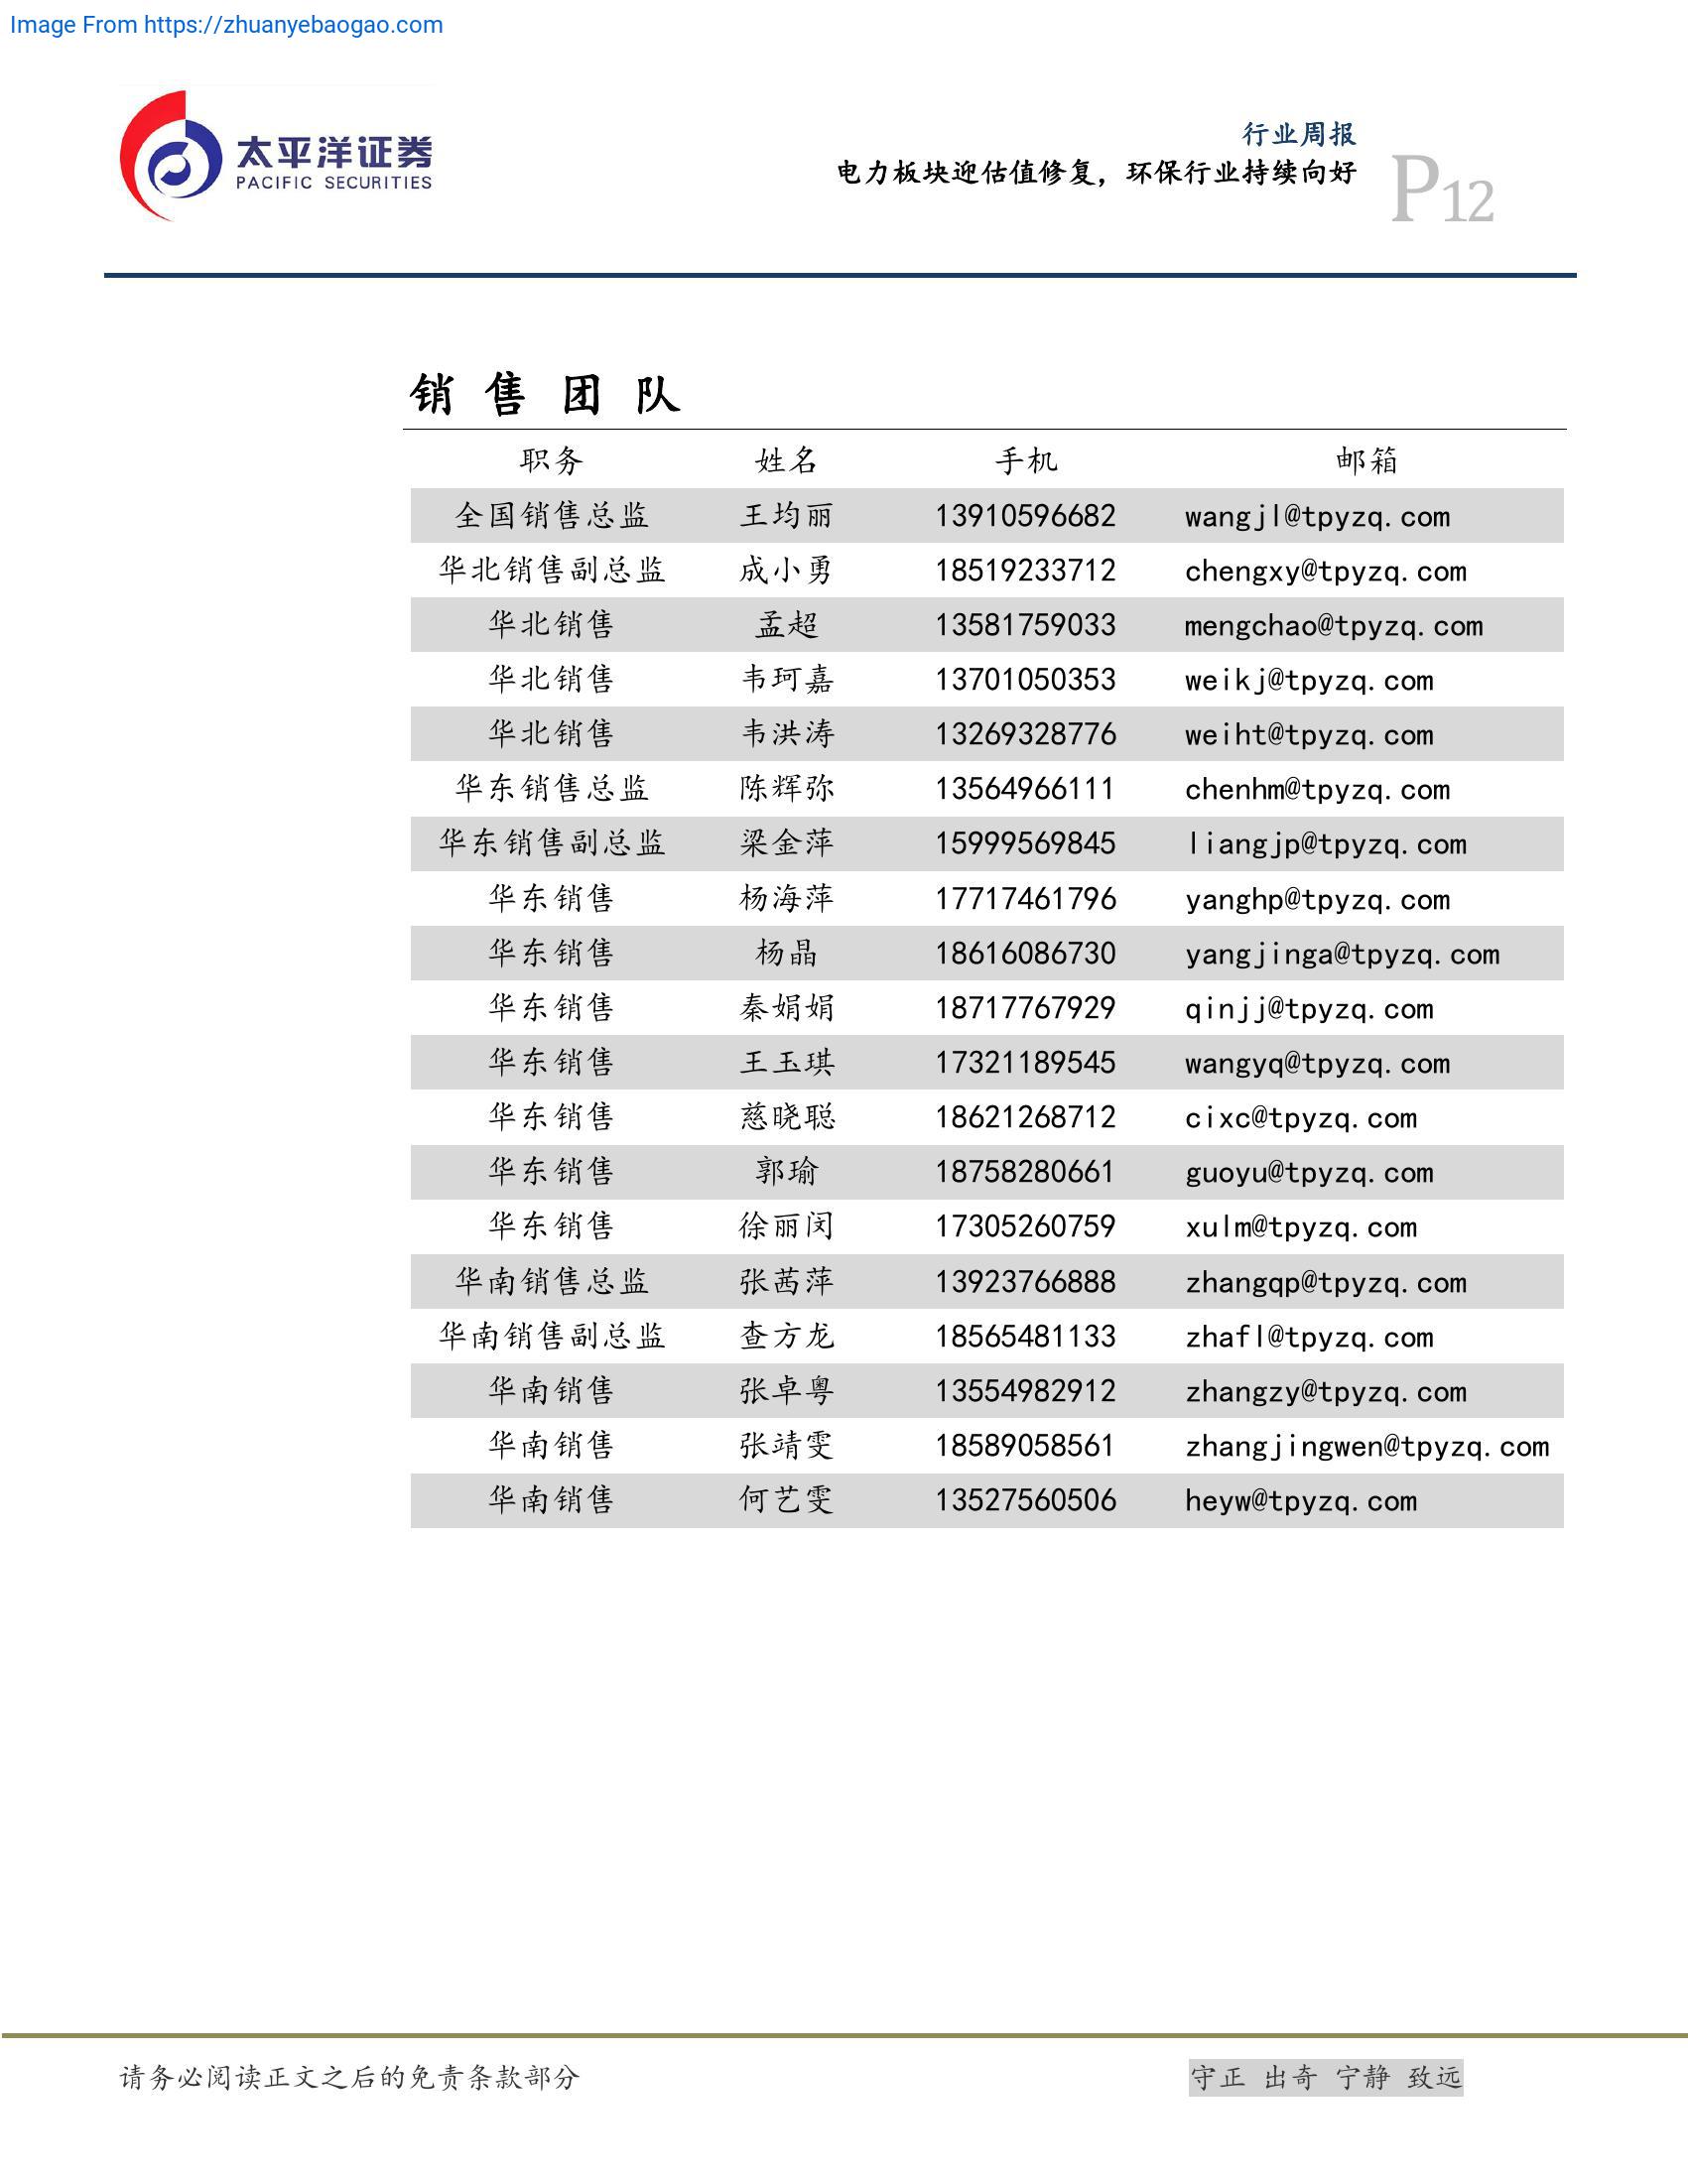 Image From https://zhuanyebaogao.com
太平洋证券
PACIFIC SECURITIES
行业周报
电力板块迎估值修复，环保行业持续向好
P12
销 售 团 队
职务 姓名 手机 邮箱
全国销售总监 王均丽 13910596682 wangjl@tpyzq.com
华北销售副总监 成小勇 18519233712 chengxy@tpyzq.com
华北销售 孟超 13581759033 mengchao@tpyzq.com
华北销售 韦珂嘉 13701050353 weikj@tpyzq.com
华北销售 韦洪涛 13269328776 weiht@tpyzq.com
华东销售总监 陈辉弥 13564966111 chenhm@tpyzq.com
华东销售副总监 梁金萍 15999569845 liangjp@tpyzq.com
华东销售 杨海萍 17717461796 yanghp@tpyzq.com
华东销售 杨晶 18616086730 yangjinga@tpyzq.com
华东销售 秦娟娟 18717767929 qinjj@tpyzq.com
华东销售 王玉琪 17321189545 wangyq@tpyzq.com
华东销售 慈晓聪 18621268712 cixc@tpyzq.com
华东销售 郭瑜 18758280661 guoyu@tpyzq.com
华东销售 徐丽闵 17305260759 xulm@tpyzq.com
华南销售总监 张茜萍 13923766888 zhangqp@tpyzq.com
华南销售副总监 查方龙 18565481133 zhafl@tpyzq.com
华南销售 张卓粤 13554982912 zhangzy@tpyzq.com
华南销售 张靖雯 18589058561 zhangjingwen@tpyzq.com
华南销售 何艺雯 13527560506 heyw@tpyzq.com
请务必阅读正文之后的免责条款部分
守正 出奇 宁静 致远